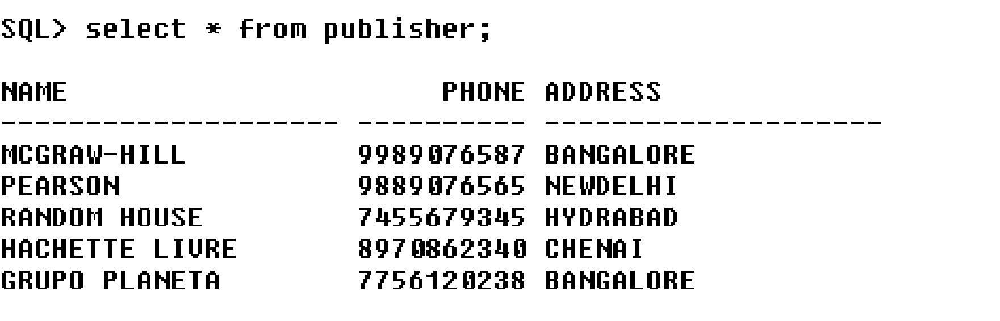 SQL> select * from publisher;
NAME PHONE ADDRESS
-------------------- ---------- --------------------
MCGRAW-HILL 9989076587 BANGALORE
PEARSON 9889076565 NEWDELHI
RANDOM HOUSE 7455679345 HYDRABAD
HACHETTE LIVRE 8970862340 CHENAI
GRUPO PLANETA 7756120238 BANGALORE